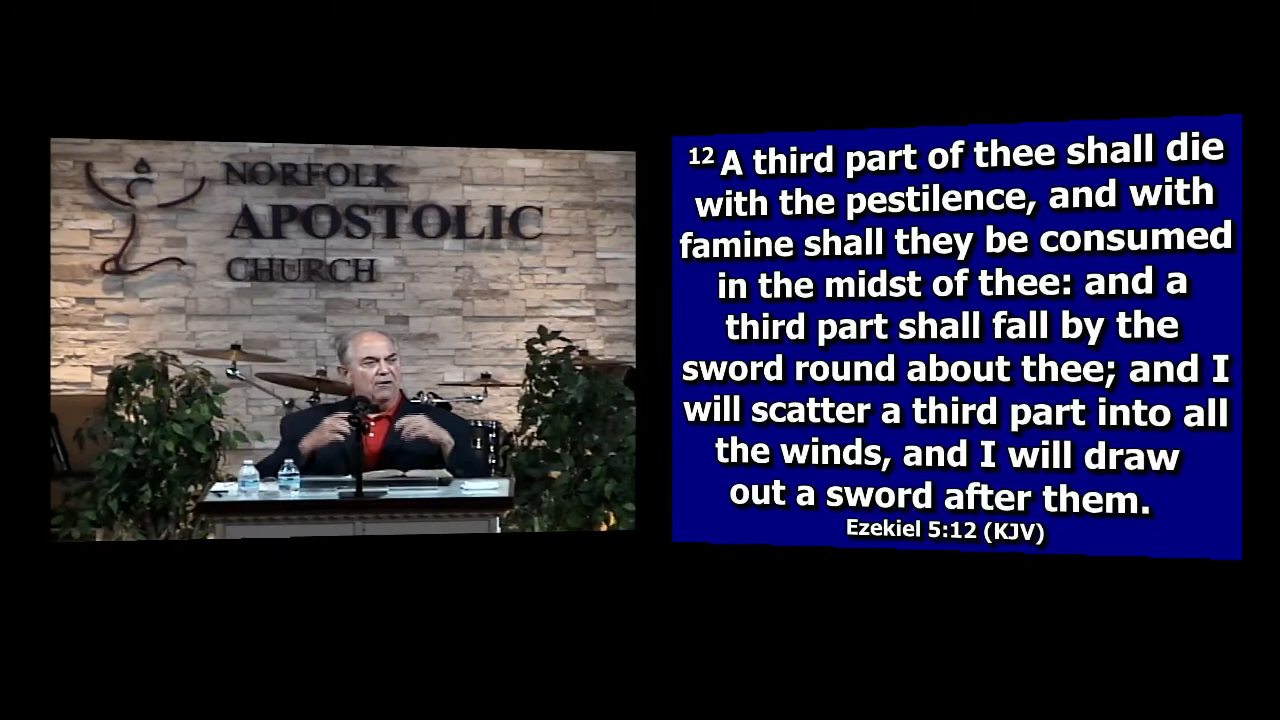 NORFOLK
APOSTOLIC
CHURCH
12 A third part of thee shall die
with the pestilence, and with
famine shall they be consumed
in the midst of thee: and a
third part shall fall by the
sword round about thee; and I
will scatter a third part into all
the winds, and I will draw
out a sword after them.
Ezekiel 5:12 (KJV)